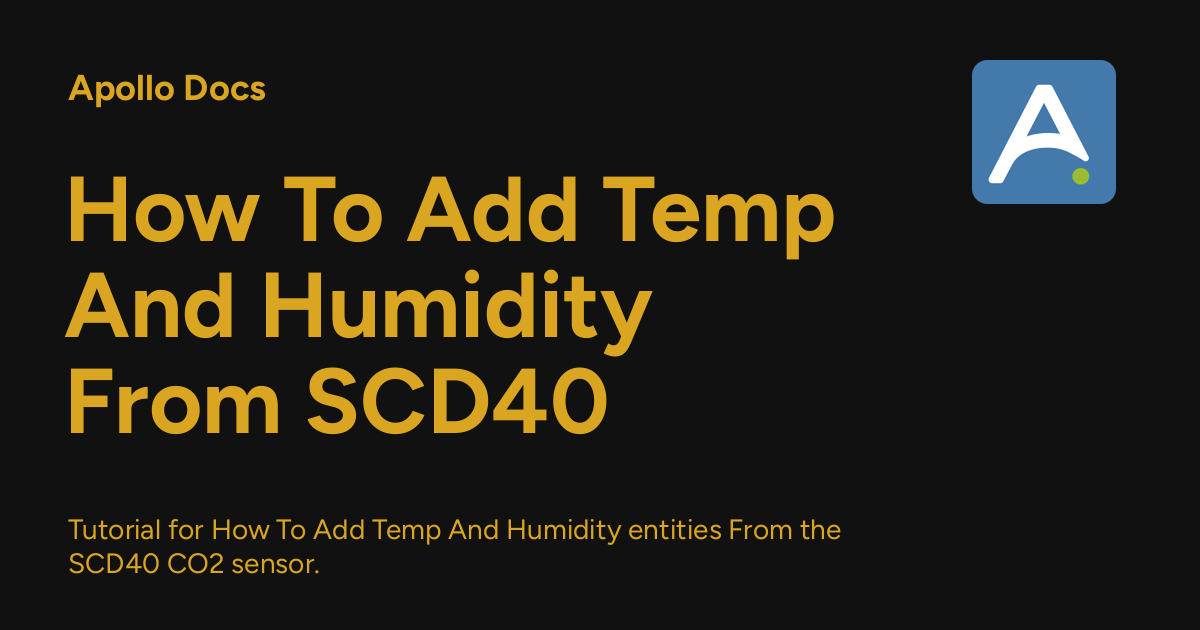 Apollo Docs
How To Add Temp
And Humidity
From SCD40
Tutorial for How To Add Temp And Humidity entities From the
SCD40 CO2 sensor.